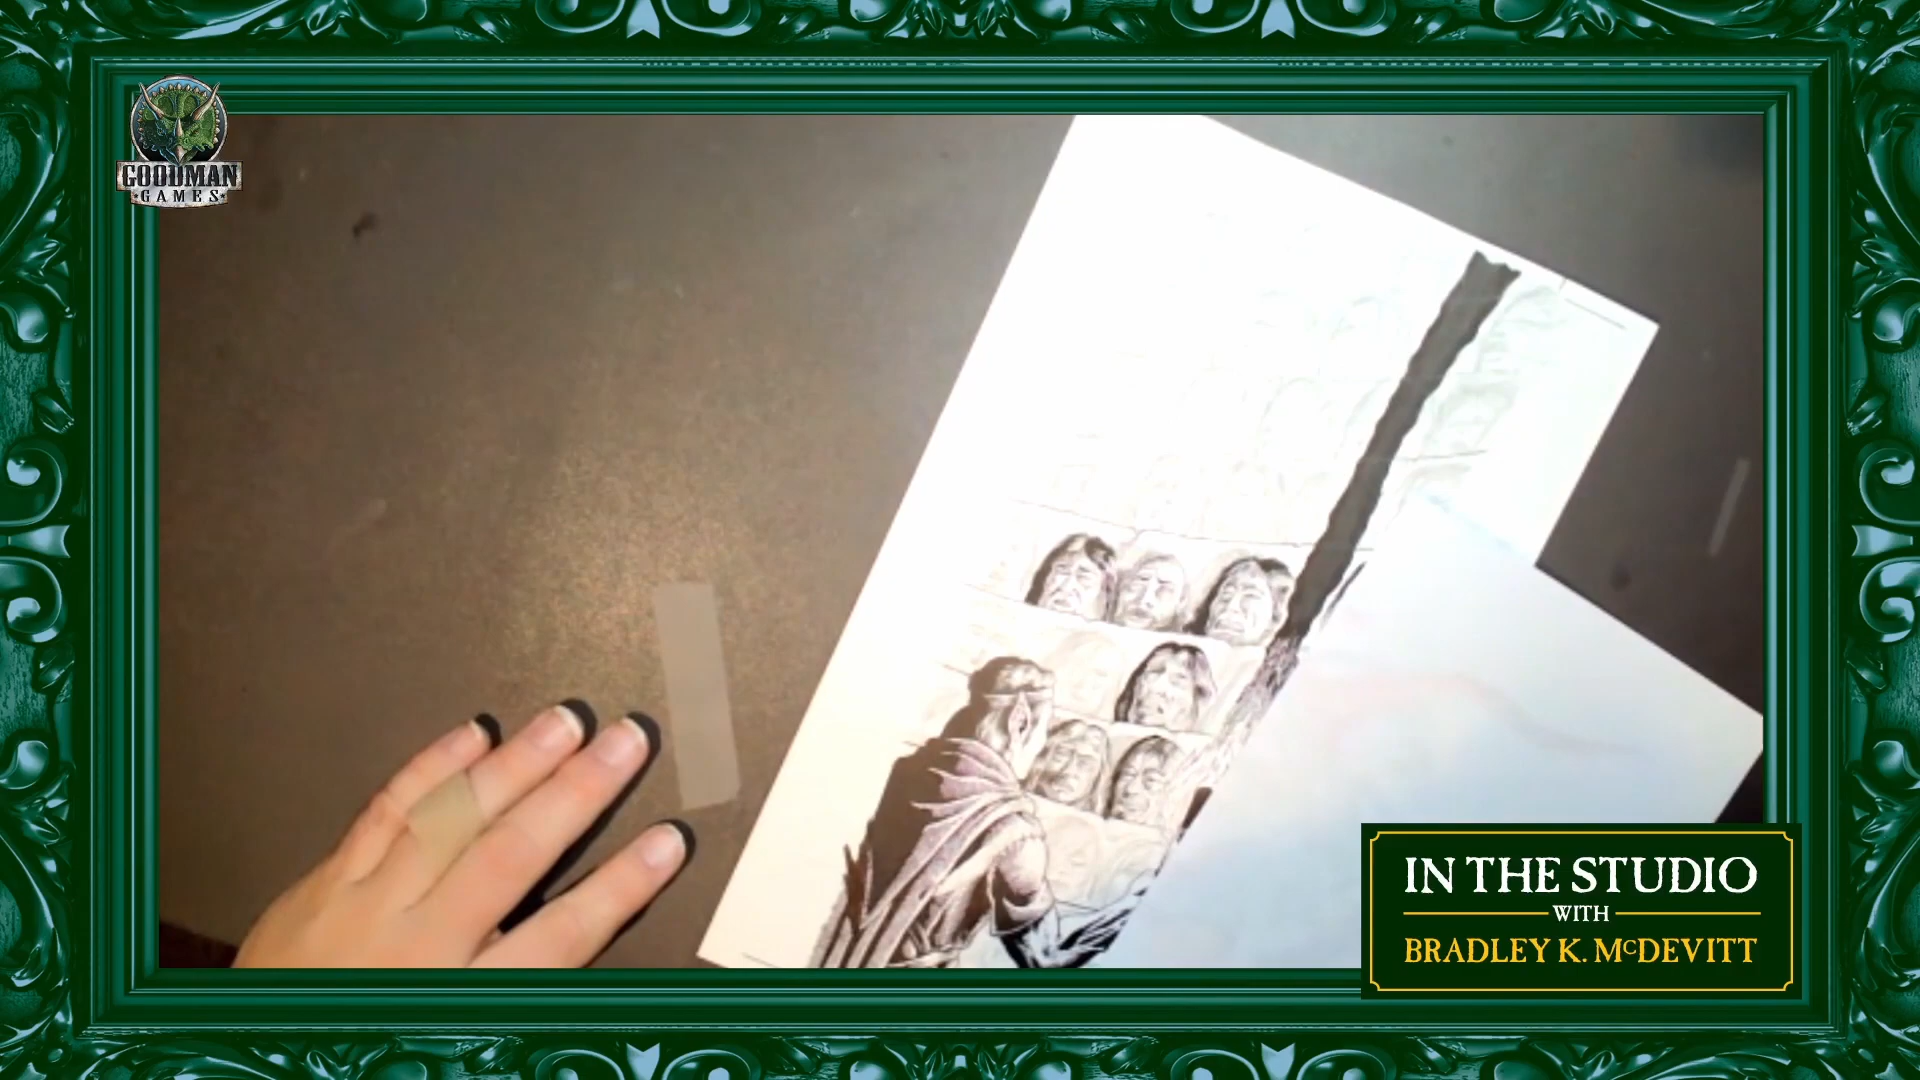 GOODMAN
GAMES
IN THE STUDIO
WITH
BRADLEY K. McDEVITT